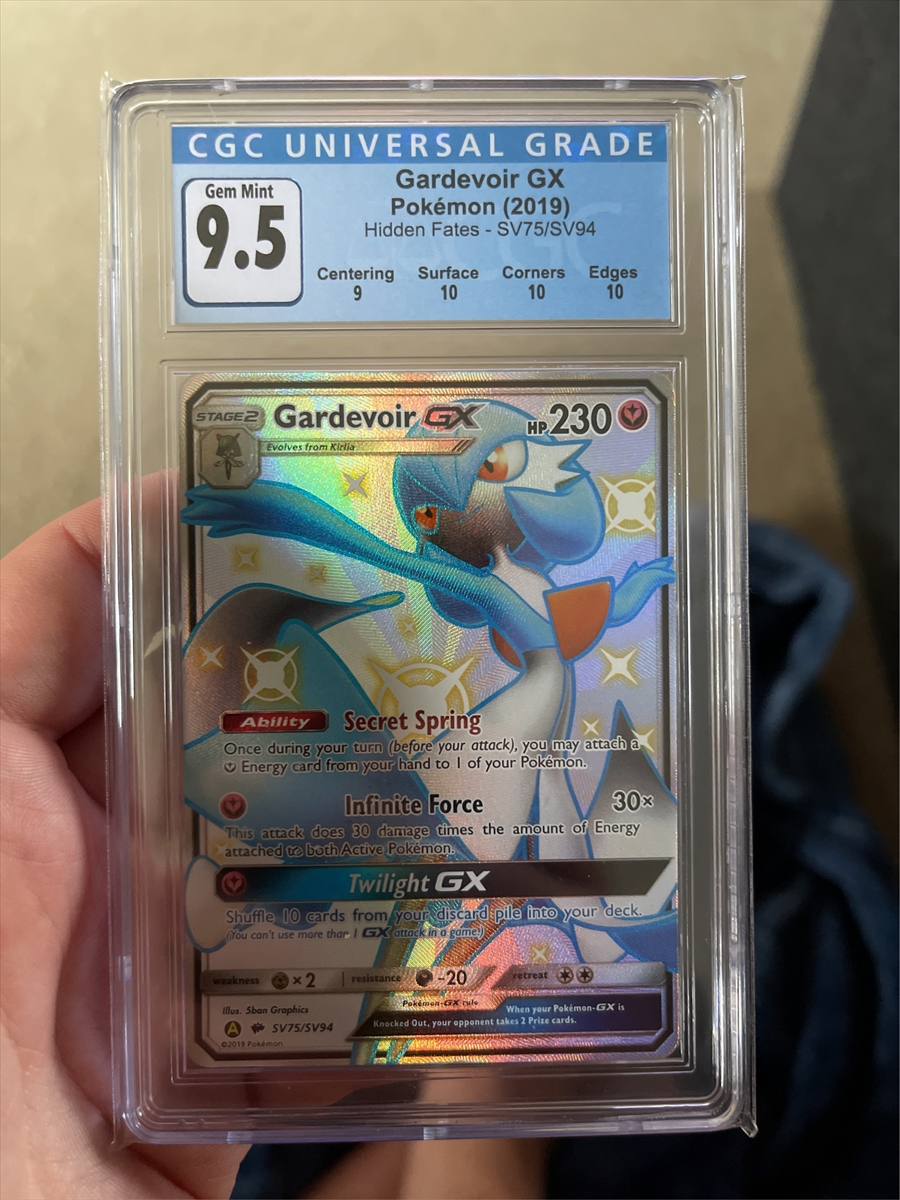 CGC UNIVERSAL GRADE
Gem Mint
9.5
Gardevoir GX
Pokémon (2019)
Hidden Fates - SV75/SV94
Centering Surface Corners Edges
9 10 10 10
STAGE 2 Gardevoir GX HP 230
Evolves from Kirlia
Ability Secret Spring
Once during your turn (before your attack), you may attach a
Energy card from your hand to 1 of your Pokémon.
Infinite Force 30×
This attack does 30 damage times the amount of Energy
attached to both Active Pokémon.
Twilight GX
Shuffle 10 cards from your discard pile into your deck.
(You can't use more than 1 GX attack in a game.)
weakness ×2 resistance -20 retreat
Illus. 5ban Graphics
A SV75/SV94
©2019 Pokémon
Pokémon-GX rule
When your Pokémon-GX is
Knocked Out, your opponent takes 2 Prize cards.